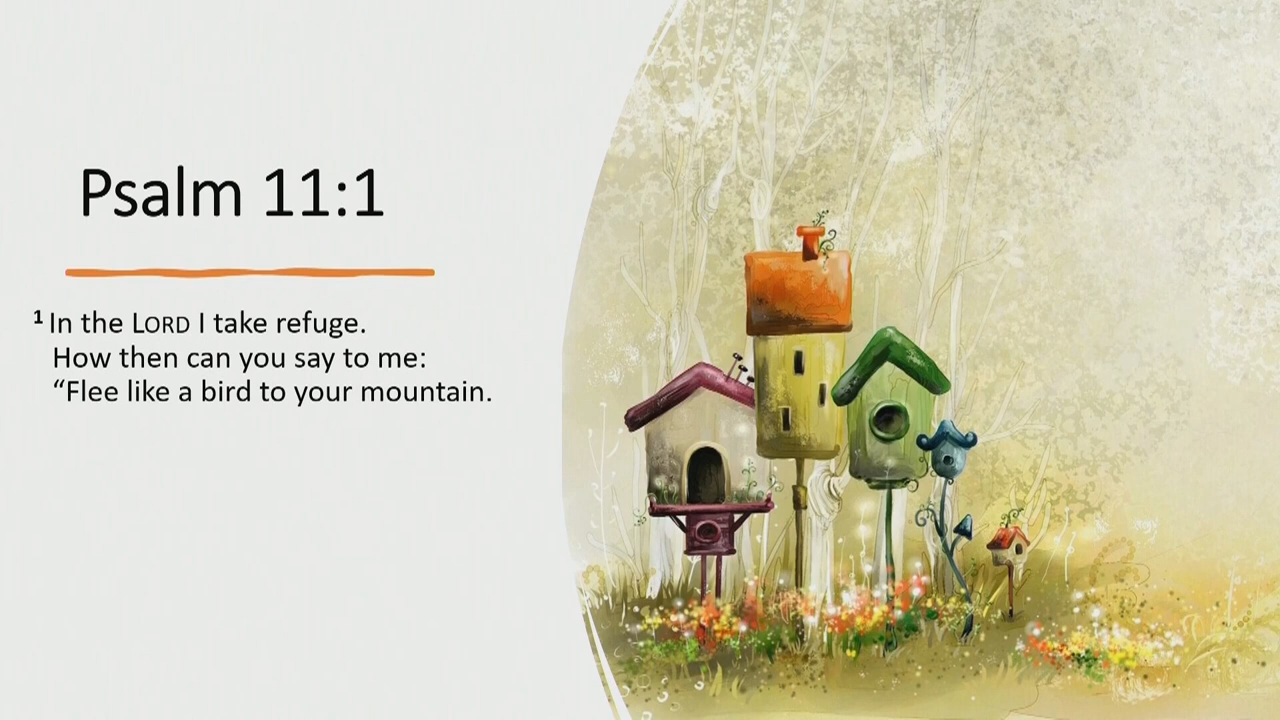 Psalm 11:1
¹ In the LORD I take refuge.
How then can you say to me:
“Flee like a bird to your mountain.